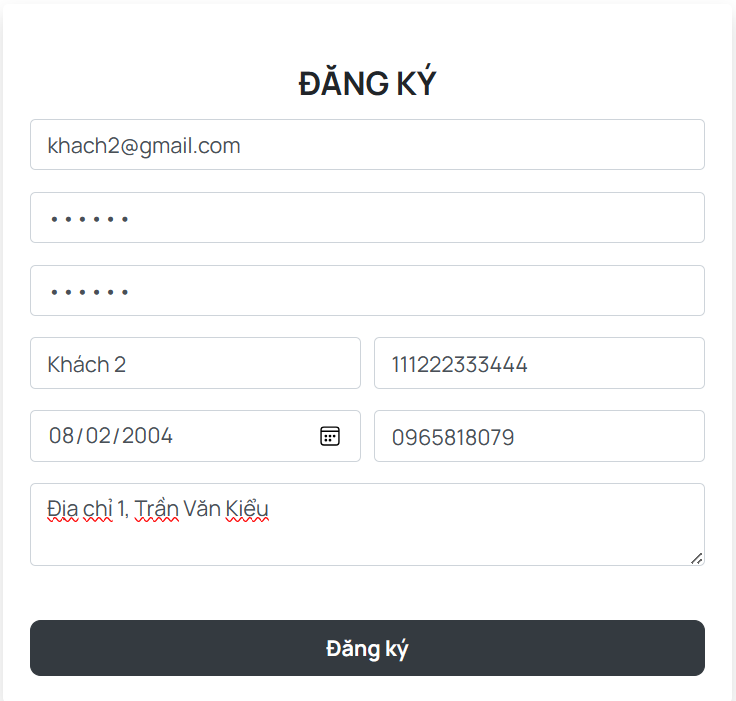 ĐĂNG KÝ
khach2@gmail.com
••••••
••••••
Khách 2
111222333444
08/02/2004
0965818079
Địa chỉ 1, Trần Văn Kiểu
Đăng ký